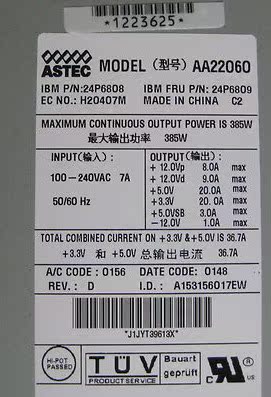 *1223625*
ASTEC
MODEL (型号) AA22060
IBM P/N:24P6808 IBM FRU P/N:24P6809
EC NO.: H20407M MADE IN CHINA C2
MAXIMUM CONTINUOUS OUTPUT POWER IS 385W
最大输出功率 385W
INPUT(输入): OUTPUT(输出):
100-240VAC 7A
50/60 Hz
+ 12.0Vp 8.0A max
+ 12.0Vd 9.0A max
+5.0V 20.0A max
+3.3V 20.0A max
+5.0VSB 3.0A max
-12.0V 1.0A max
TOTAL COMBINED CURRENT ON +3.3V &+5.0V IS 36.7A
+3.3V 和 +5.0V 总输出电流 36.7A
A/C CODE : 0156 DATE CODE: 0148
REV. : D I.D. : A153156017EW
*J1JYT39613X*
HI-POT
PASSED
TÜV
PRODUCT SERVICE
Bauart
geprüft
c UL US